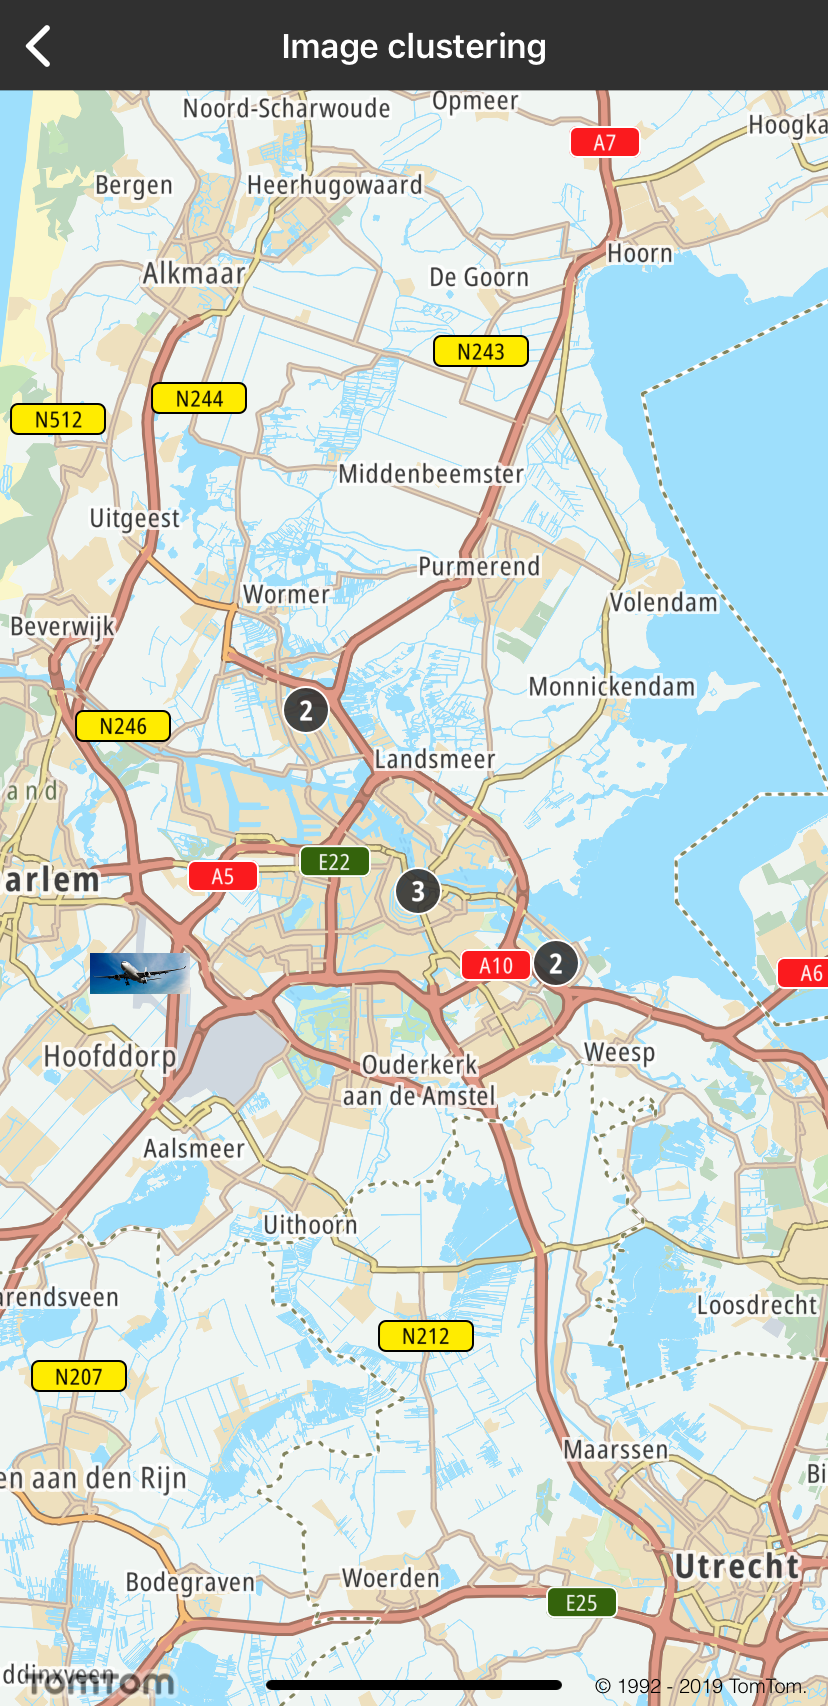 Image clustering
Noord-Scharwoude
Opmeer
Hoogka
A7
Bergen
Heerhugowaard
Hoorn
Alkmaar
De Goorn
N243
N244
N512
Middenbeemster
Uitgeest
Purmerend
Wormer
Volendam
Beverwijk
Monnickendam
2
N246
Landsmeer
and
E22
A5
arlem
3
A10
2
A6
Hoofddorp
Weesp
Ouderkerk
aan de Amstel
Aalsmeer
Uithoorn
arendsveen
Loosdrecht
N212
N207
Maarssen
en aan den Rijn
Bi
Utrecht
Bodegraven
Woerden
E25
ddinxveen
TomTom
© 1992 - 2019 TomTom.